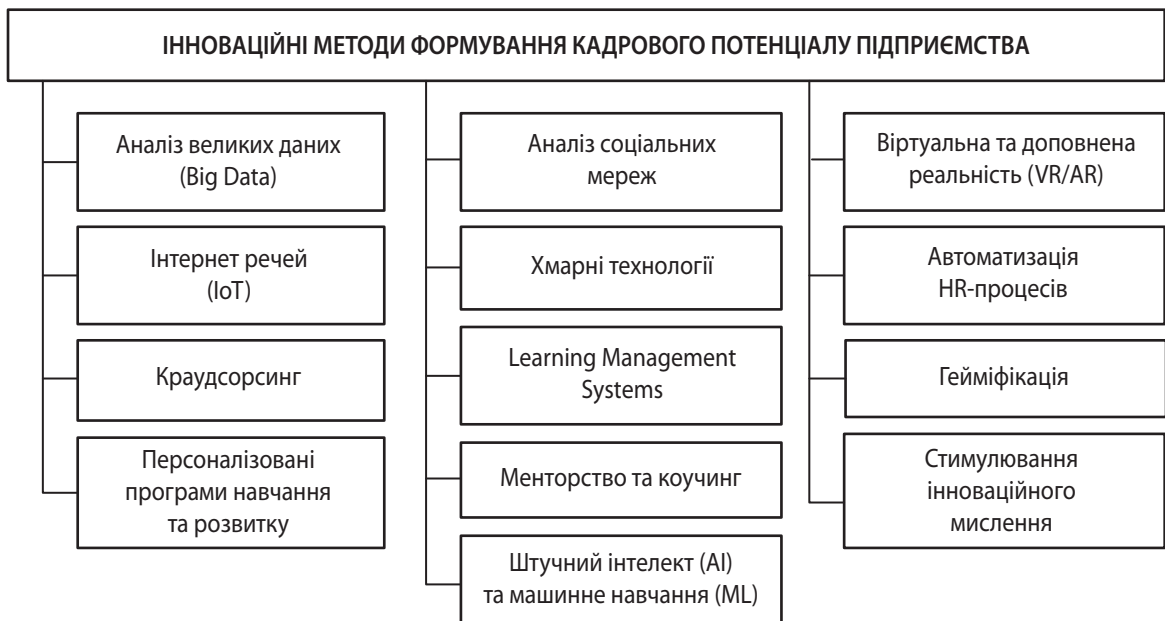 ІННОВАЦІЙНІ МЕТОДИ ФОРМУВАННЯ КАДРОВОГО ПОТЕНЦІАЛУ ПІДПРИЄМСТВА
Аналіз великих даних
(Big Data)
Інтернет речей
(IoT)
Краудсорсинг
Персоналізовані
програми навчання
та розвитку
Аналіз соціальних
мереж
Хмарні технології
Learning Management
Systems
Менторство та коучинг
Штучний інтелект (AI)
та машинне навчання (ML)
Віртуальна та доповнена
реальність (VR/AR)
Автоматизація
HR-процесів
Гейміфікація
Стимулювання
інноваційного
мислення